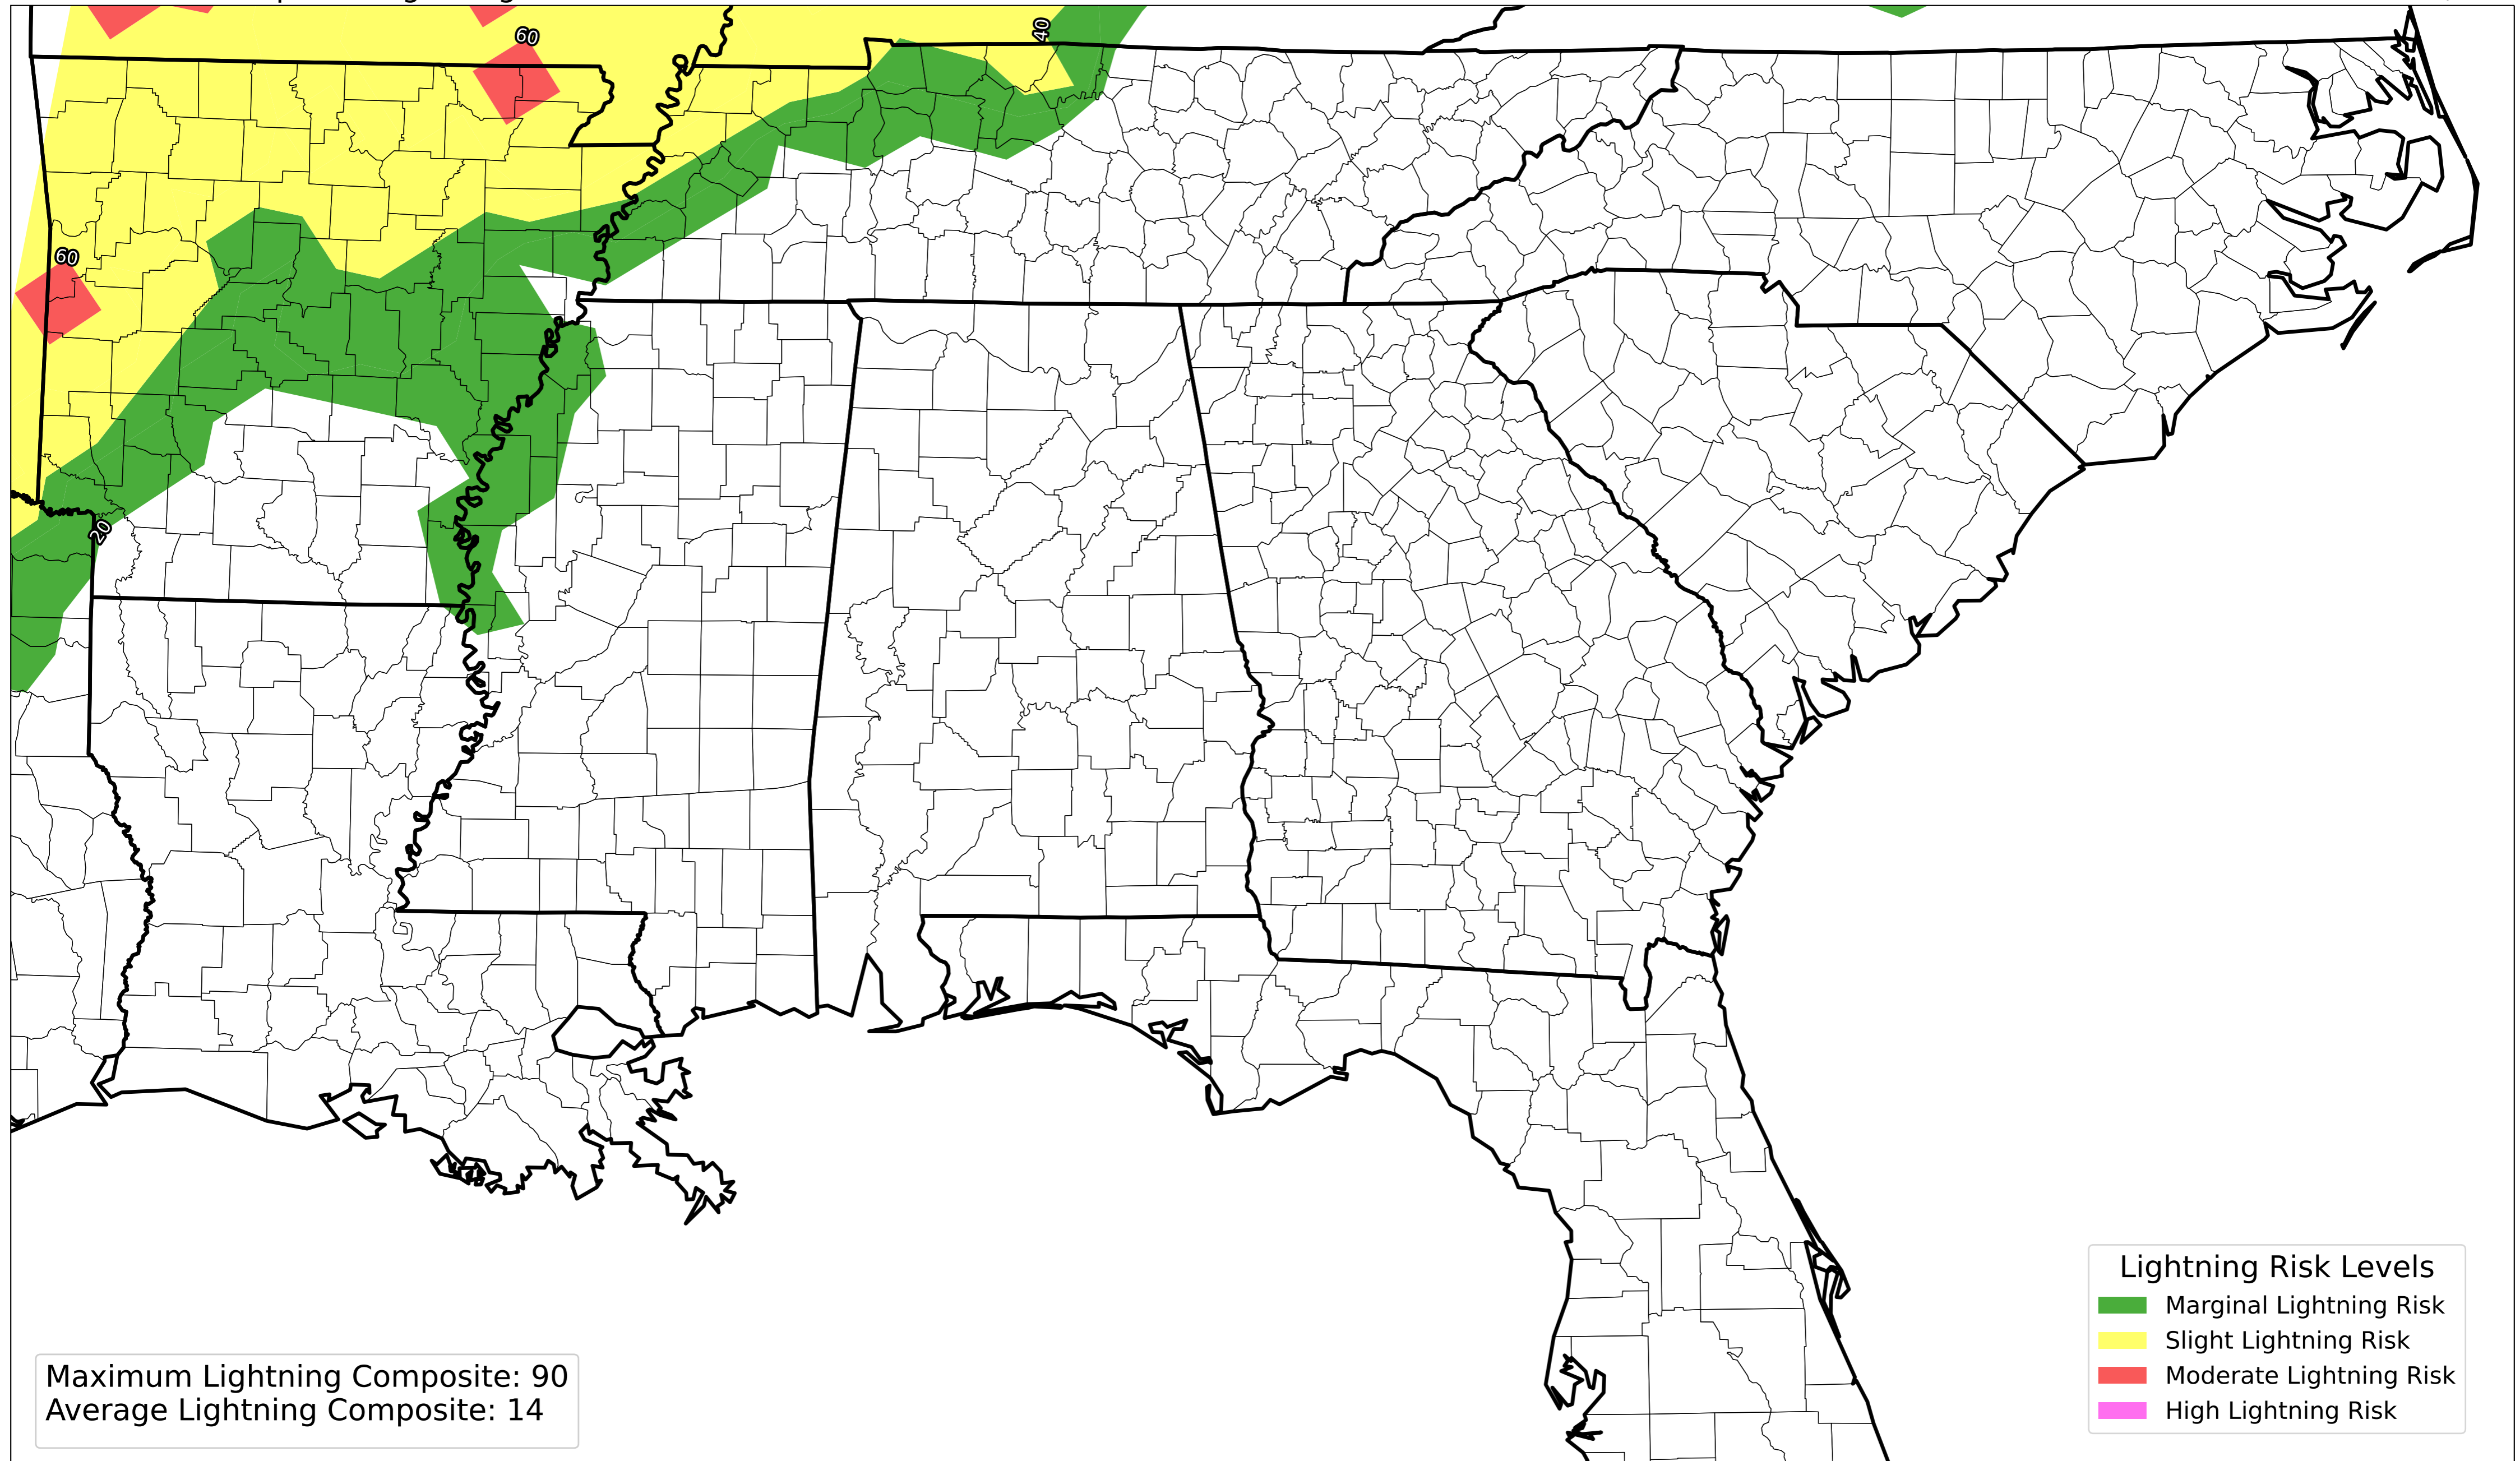 60
40
60
20
Lightning Risk Levels
Marginal Lightning Risk
Slight Lightning Risk
Moderate Lightning Risk
High Lightning Risk
Maximum Lightning Composite: 90
Average Lightning Composite: 14